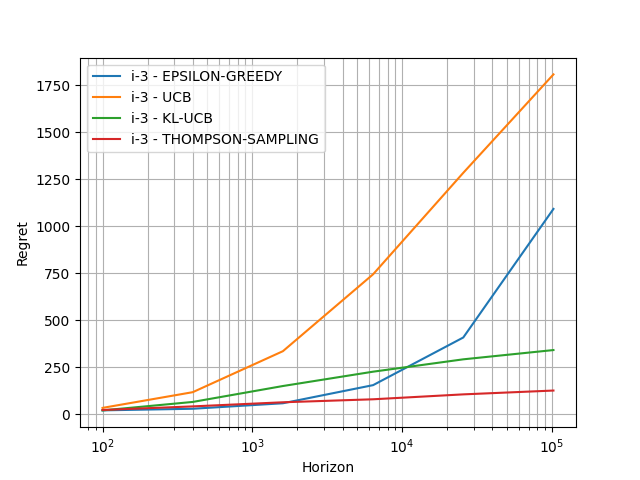 i-3 - EPSILON-GREEDY
i-3 - UCB
i-3 - KL-UCB
i-3 - THOMPSON-SAMPLING
1750
1500
1250
1000
750
500
250
0
Regret
10² 10³ 10⁴ 10⁵
Horizon